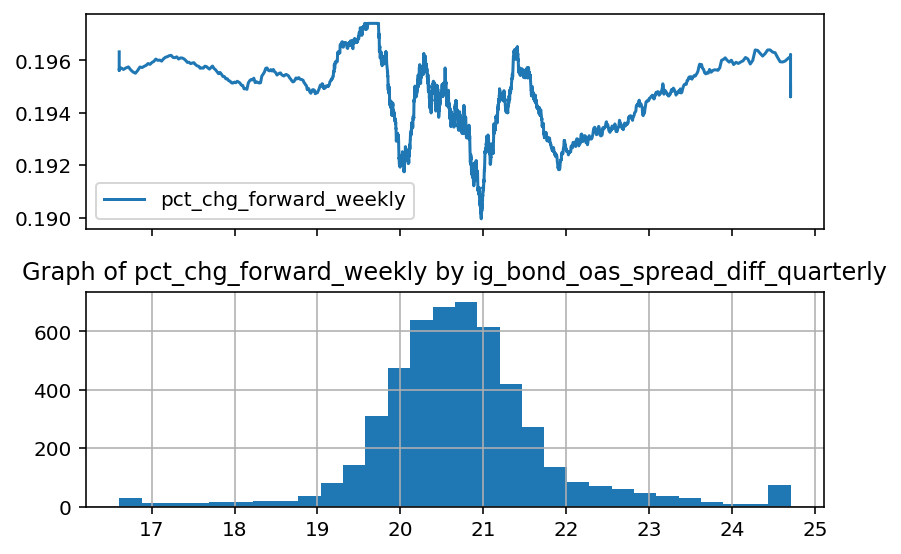 0.196
0.194
0.192
0.190
pct_chg_forward_weekly
Graph of pct_chg_forward_weekly by ig_bond_oas_spread_diff_quarterly
600
400
200
0
17 18 19 20 21 22 23 24 25